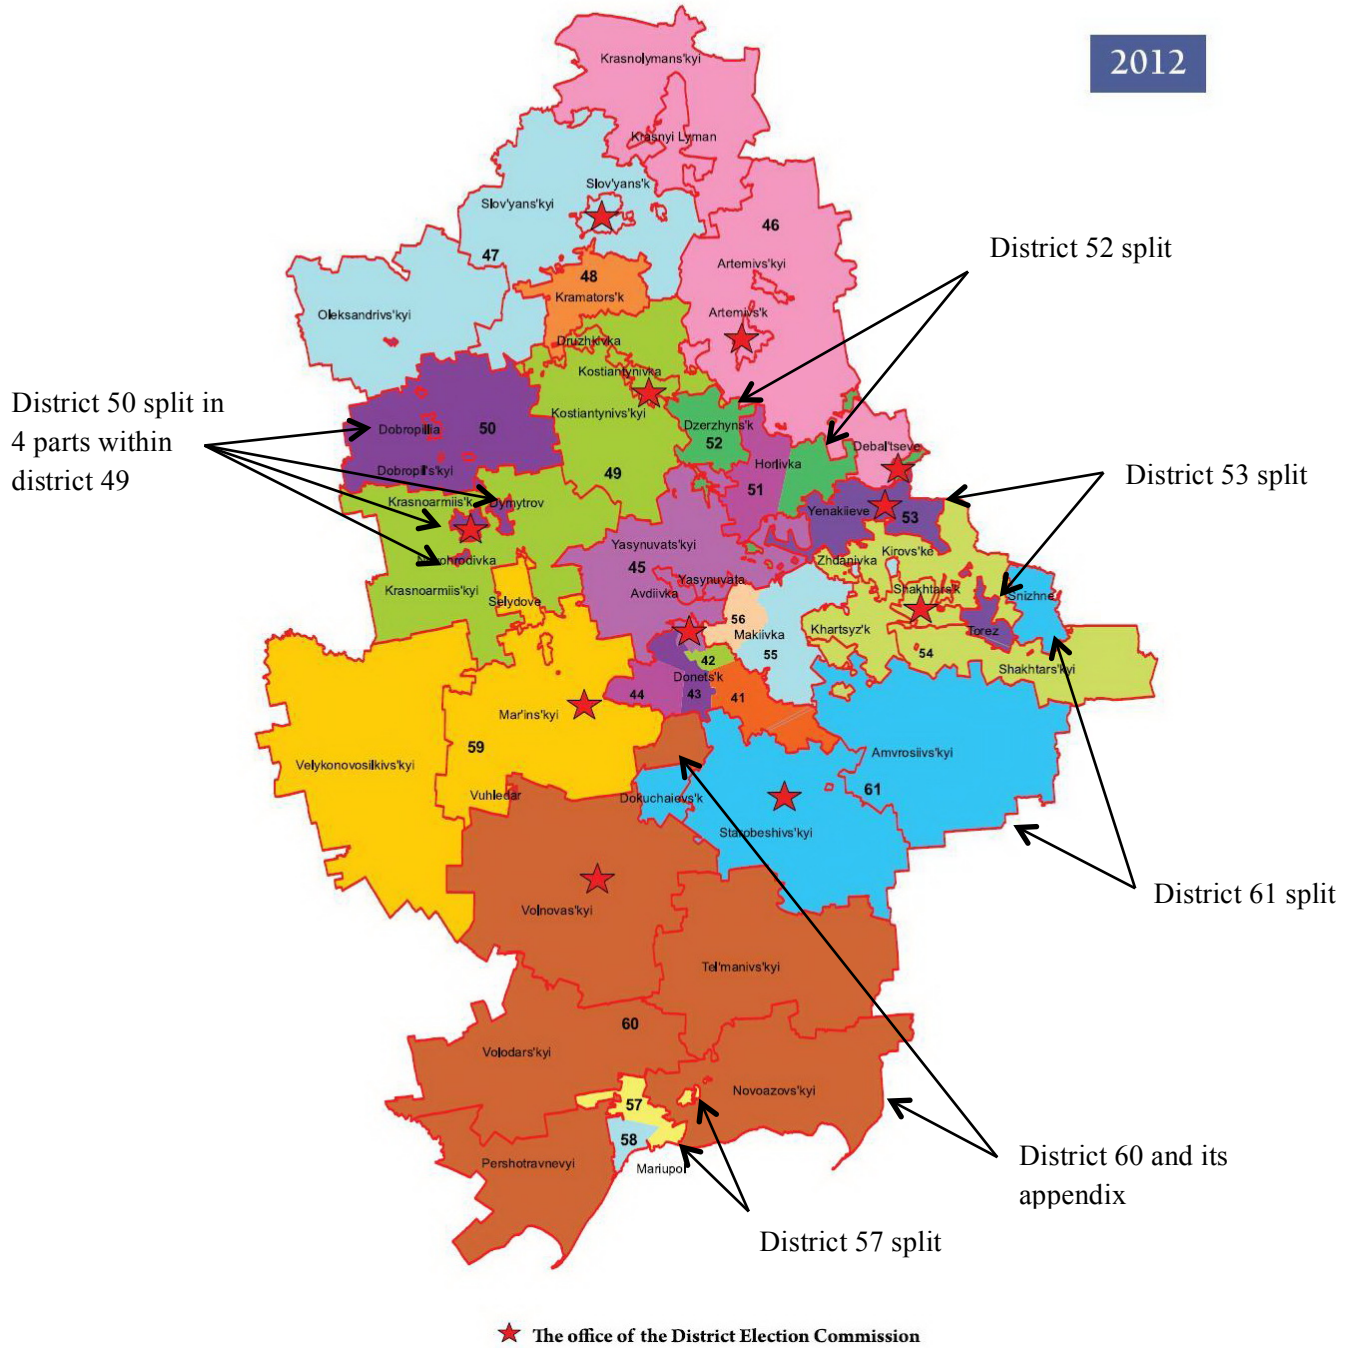 2012
Krasnolymans'kyi
Krasnyi Lyman
Slov'yans'k
Slov'yans'kyi
46
47
Artemivs'kyi
District 52 split
48
Kramators'k
Oleksandrivs'kyi
Artemivs'k
Druzhkivka
Kostiantynivka
District 50 split in
4 parts within
district 49
Dobropillia
50
Kostiantynivs'kyi
Dzerzhyns'k
52
Debal'tseve
Dobropil's'kyi
49
Horlivka
51
District 53 split
Krasnoarmiis'k
Dymytrov
Yenakiieve
53
Yasynuvats'kyi
Kirovs'ke
Zhdanivka
45
Yasynuvata
Krasnoarmiis'kyi
Avdiivka
Shakhtars'k
Snizhne
Selydove
56
Makiivka
Khartsyz'k
Torez
42
55
54
Shakhtars'kyi
Donets'k
44
43
41
Mar'ins'kyi
59
Amvrosiivs'kyi
Velykonovosilkivs'kyi
Vuhledar
Dokuchaievs'k
61
Starobeshivs'kyi
District 61 split
Volnovas'kyi
Tel'manivs'kyi
60
Volodars'kyi
Novoazovs'kyi
57
58
Pershotravnevyi
Mariupol
District 60 and its
appendix
District 57 split
The office of the District Election Commission